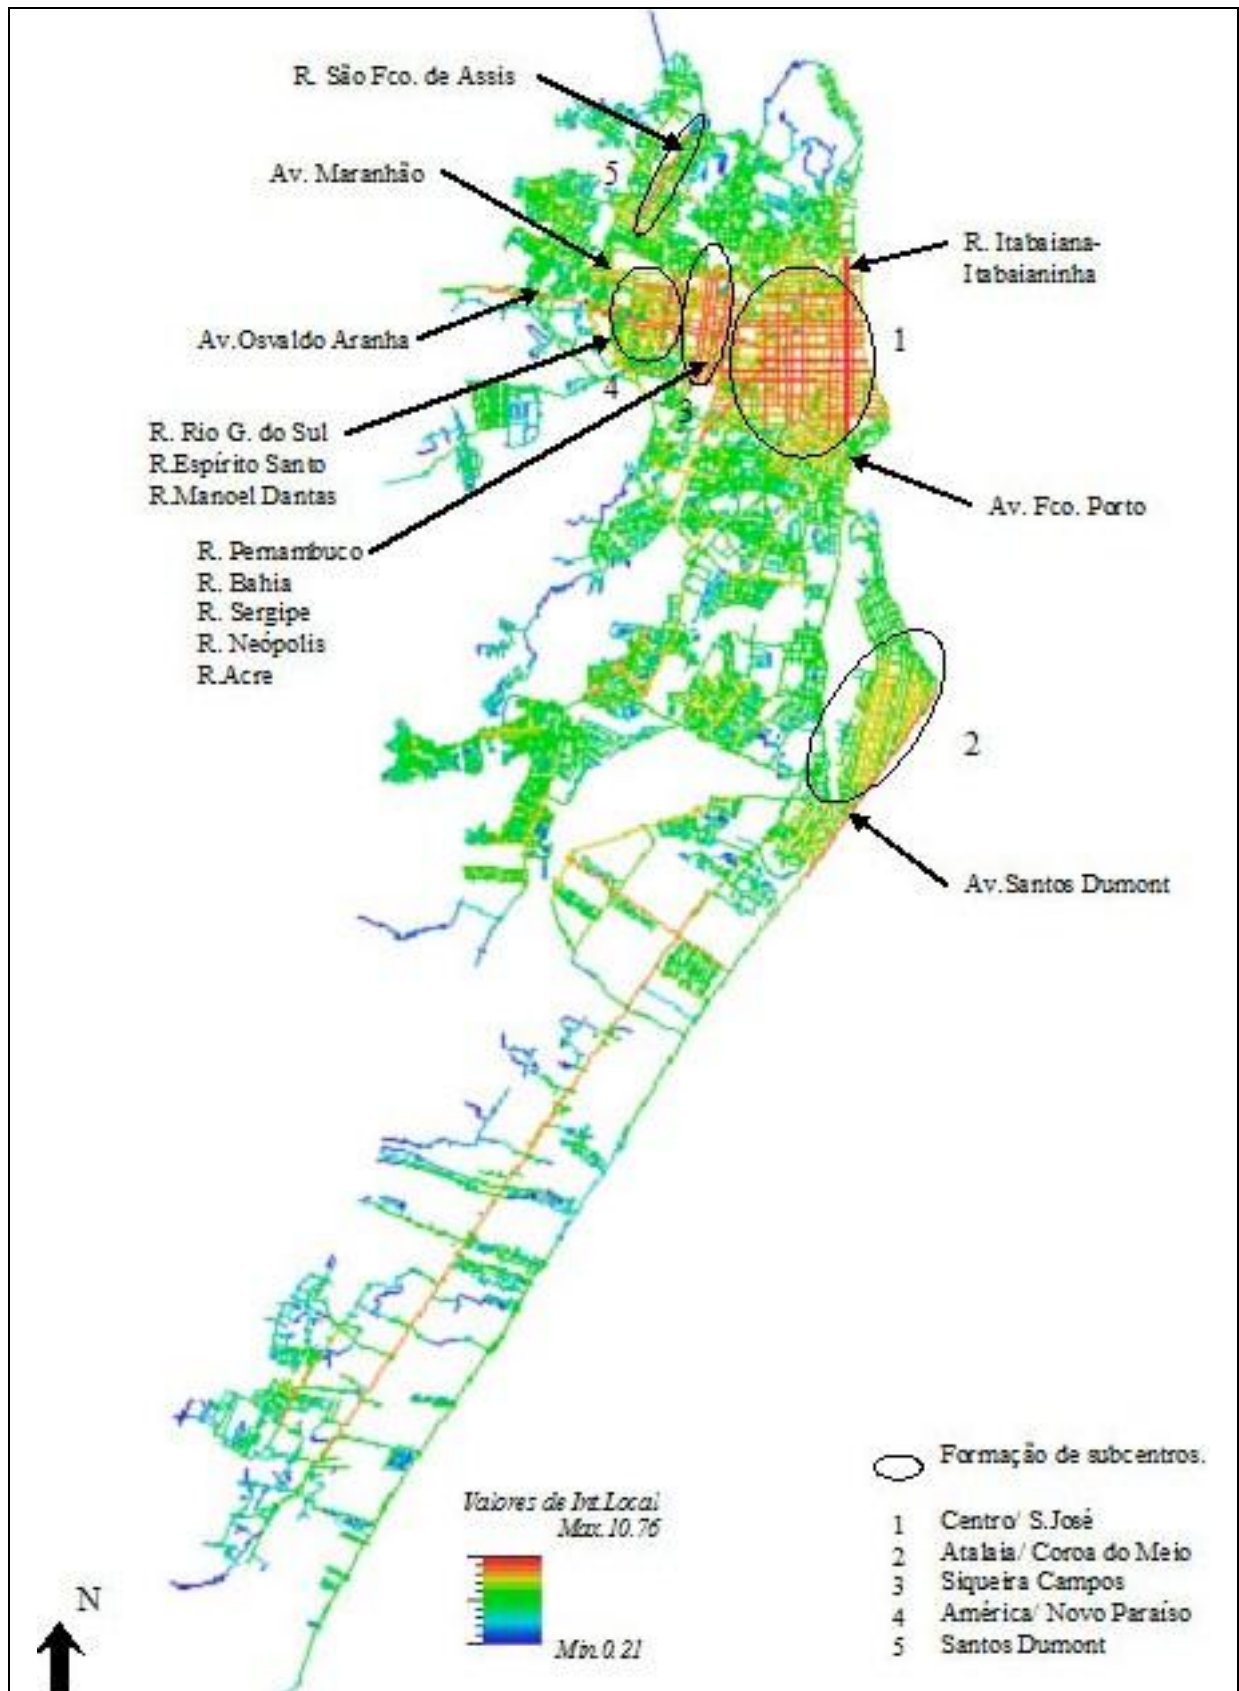 R. São Fco. de Assis
Av. Maranhão
5
R. Itabaiana-
Itabaianinha
Av.Osvaldo Aranha
1
4
3
R. Rio G. do Sul
R.Espírito Santo
R.Manoel Dantas
Av. Fco. Porto
R. Pernambuco
R. Bahia
R. Sergipe
R. Neópolis
R.Acre
2
Av.Santos Dumont
Formação de subcentros.
Valores de Int.Local
Max.10.76
Min.0.21
1 Centro/ S.José
2 Atalaia/ Coroa do Meio
3 Siqueira Campos
4 América/ Novo Paraíso
5 Santos Dumont
N